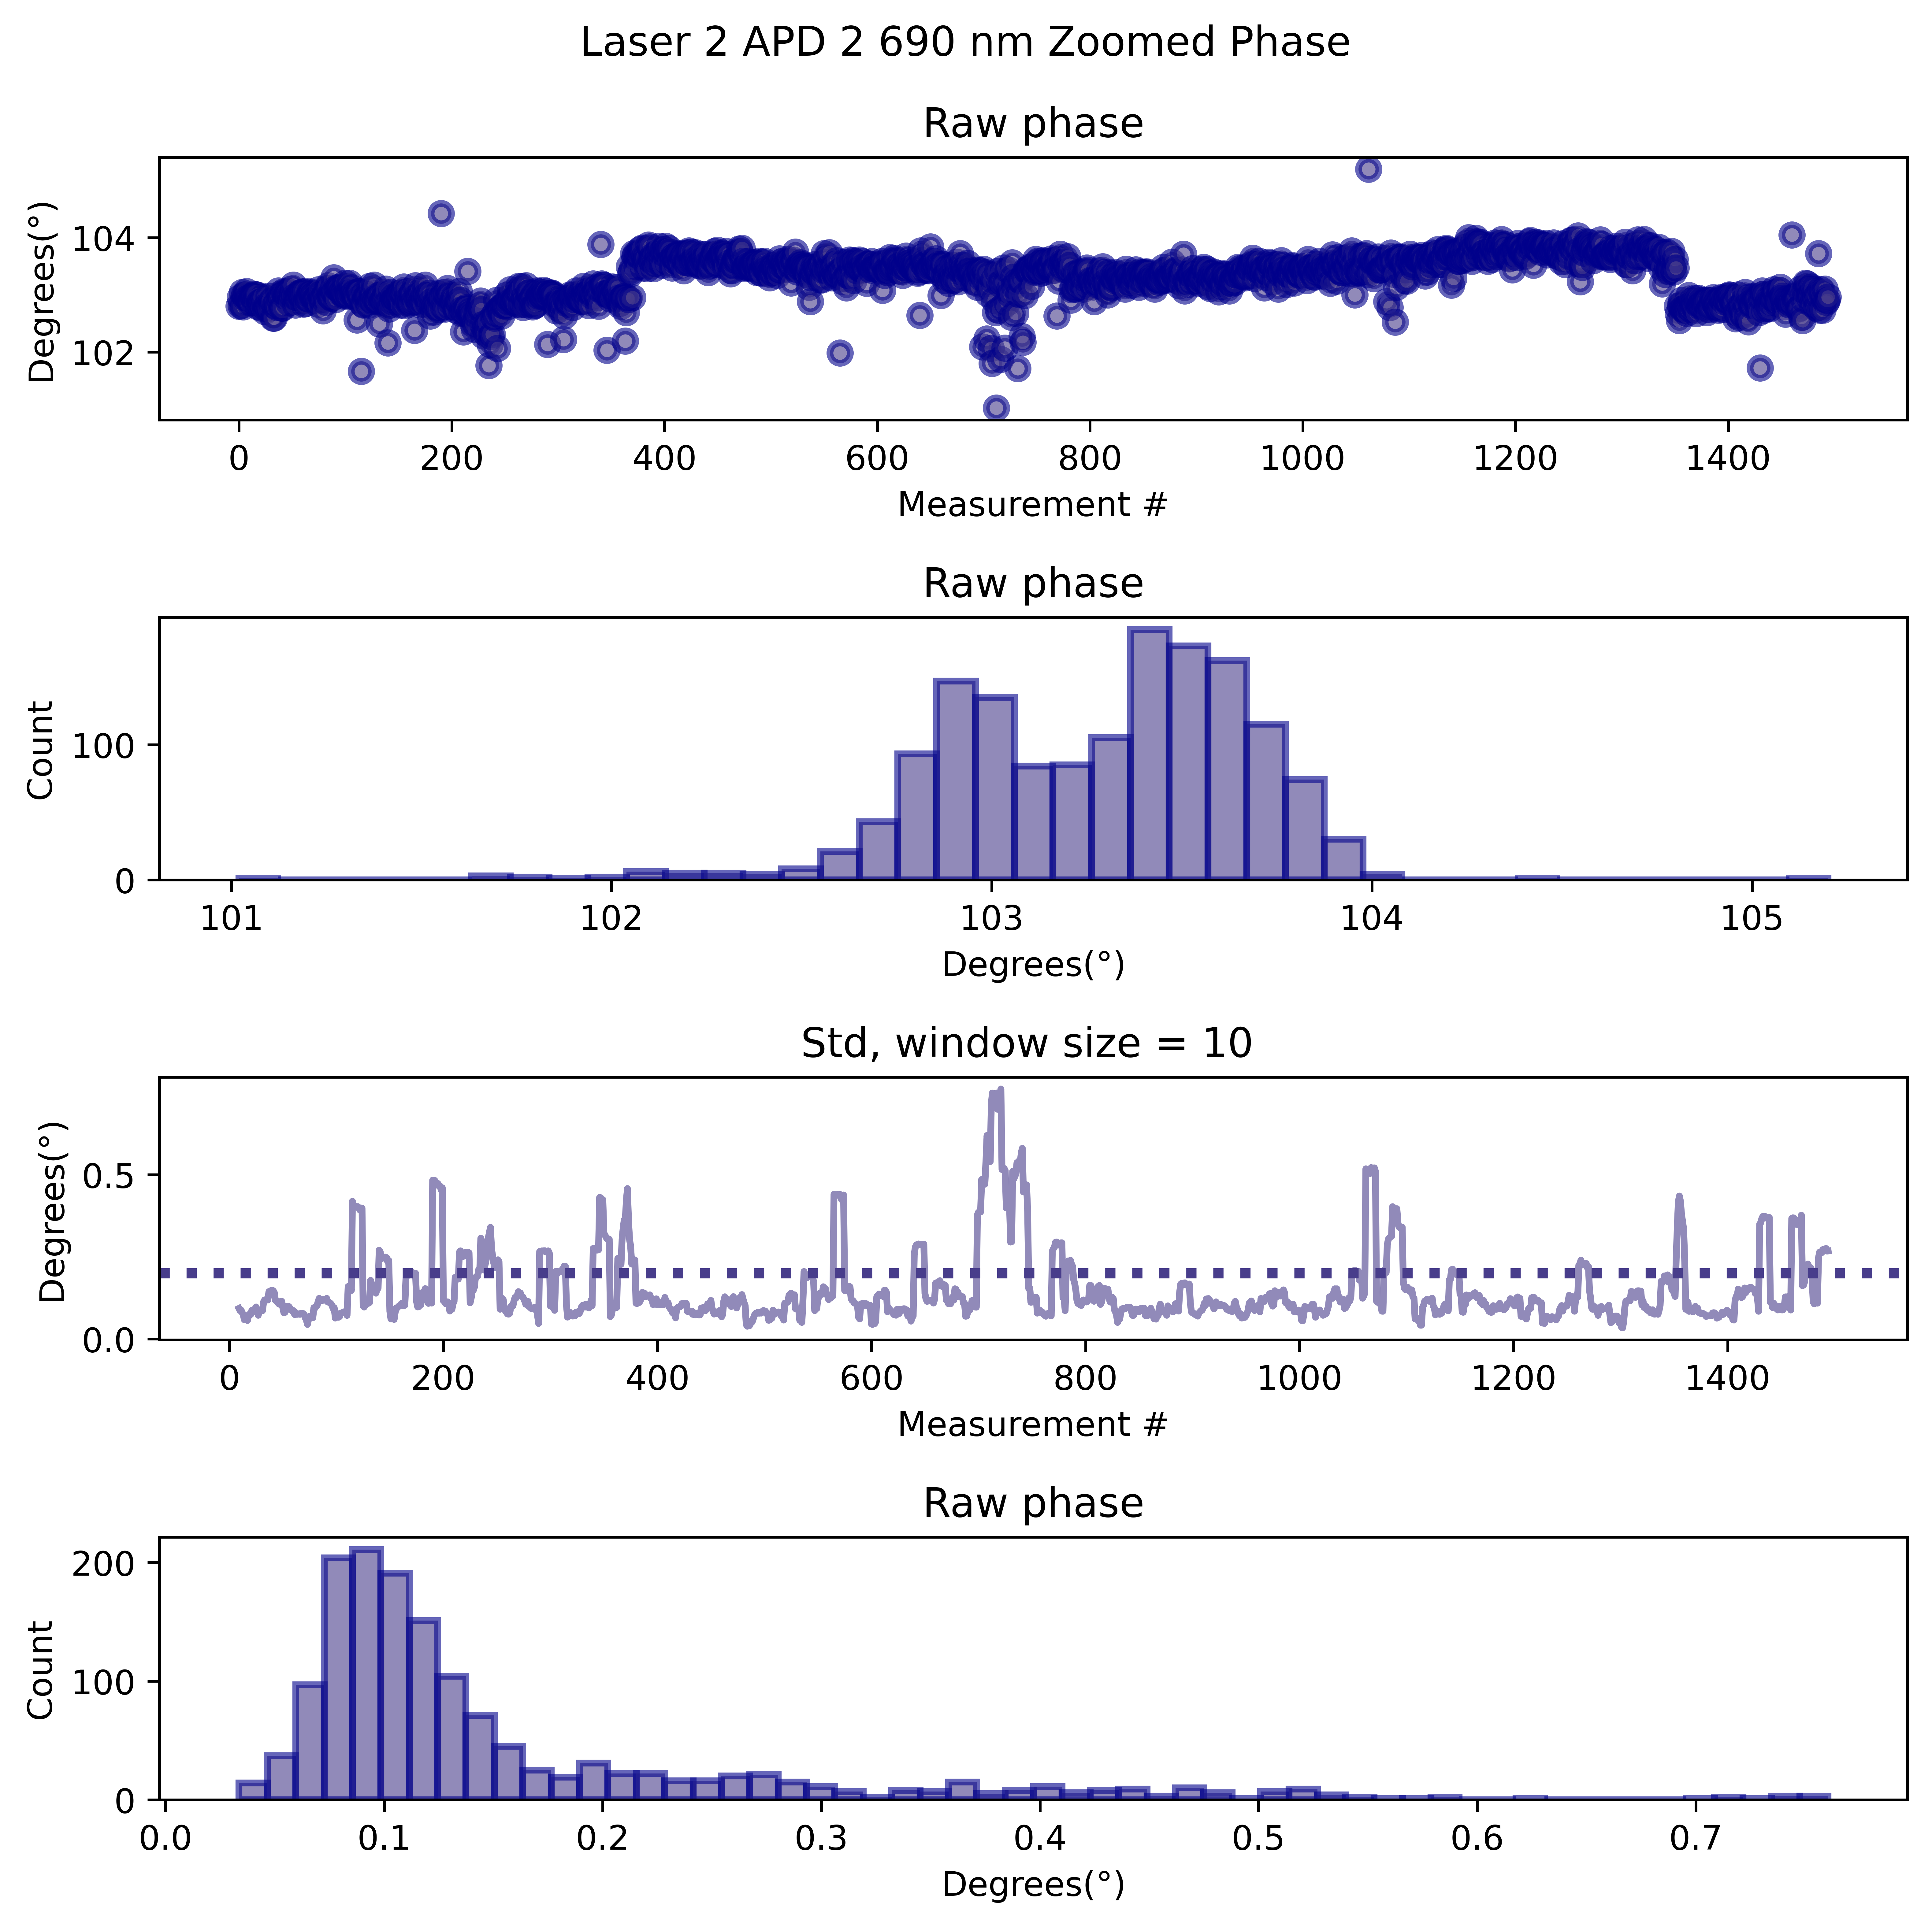 Laser 2 APD 2 690 nm Zoomed Phase
Raw phase
Degrees(°)
104
102
0 200 400 600 800 1000 1200 1400
Measurement #
Raw phase
Count
100
0
101 102 103 104 105
Degrees(°)
Std, window size = 10
Degrees(°)
0.5
0.0
0 200 400 600 800 1000 1200 1400
Measurement #
Raw phase
Count
200
100
0
0.0 0.1 0.2 0.3 0.4 0.5 0.6 0.7
Degrees(°)